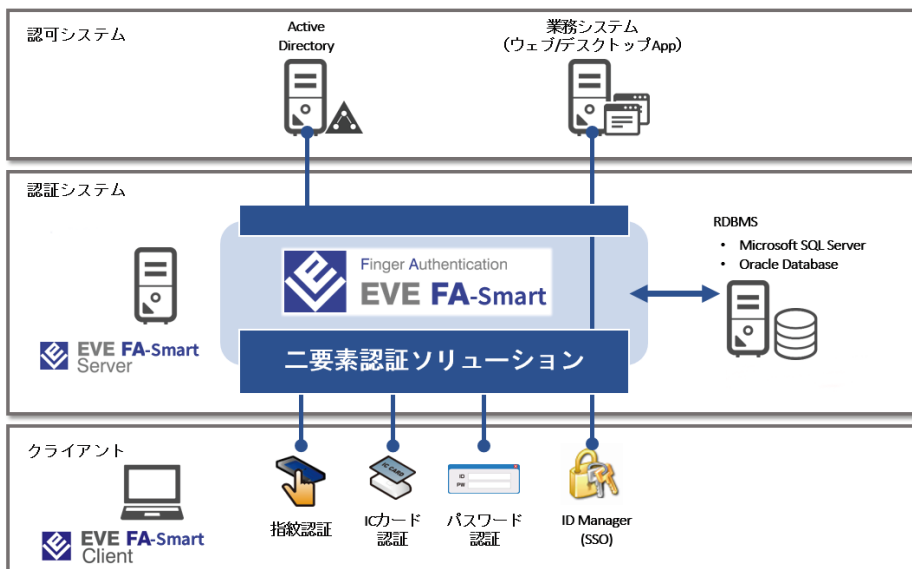 認可システム
Active
Directory
業務システム
(ウェブ/デスクトップApp)
認証システム
Finger Authentication
EVE FA-Smart
二要素認証ソリューション
EVE FA-Smart
Server
RDBMS
• Microsoft SQL Server
• Oracle Database
クライアント
EVE FA-Smart
Client
指紋認証
IC CARD
ICカード
認証
ID
PW
パスワード
認証
ID Manager
(SSO)